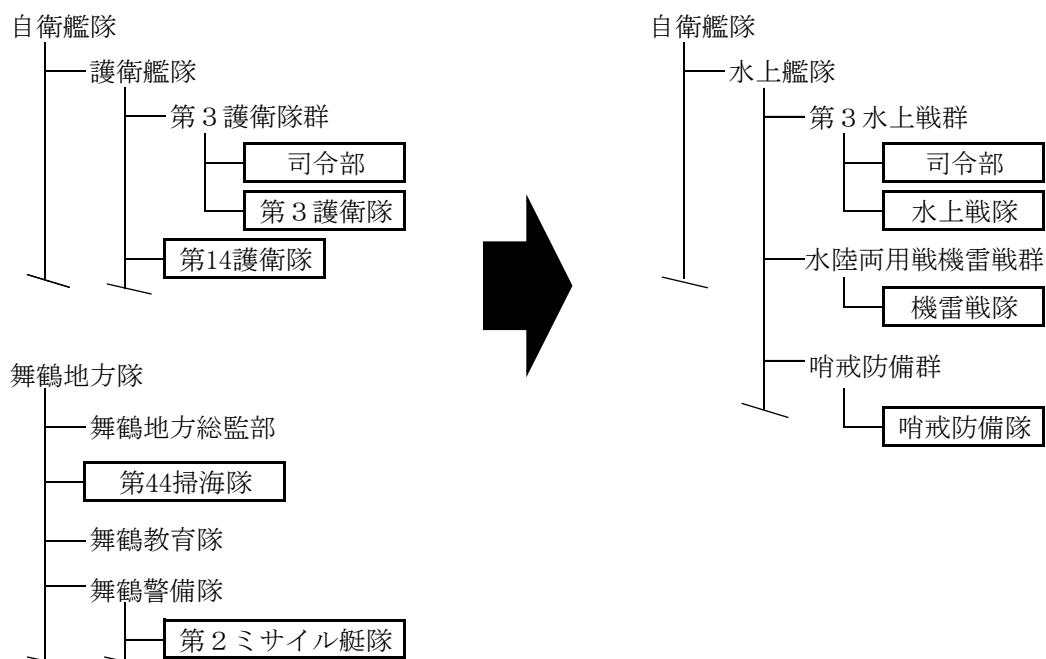 自衛艦隊
護衛艦隊
第３護衛隊群
司令部
第３護衛隊
第14護衛隊
舞鶴地方隊
舞鶴地方総監部
第44掃海隊
舞鶴教育隊
舞鶴警備隊
第２ミサイル艇隊
自衛艦隊
水上艦隊
第３水上戦群
司令部
水上戦隊
水陸両用戦機雷戦群
機雷戦隊
哨戒防備群
哨戒防備隊